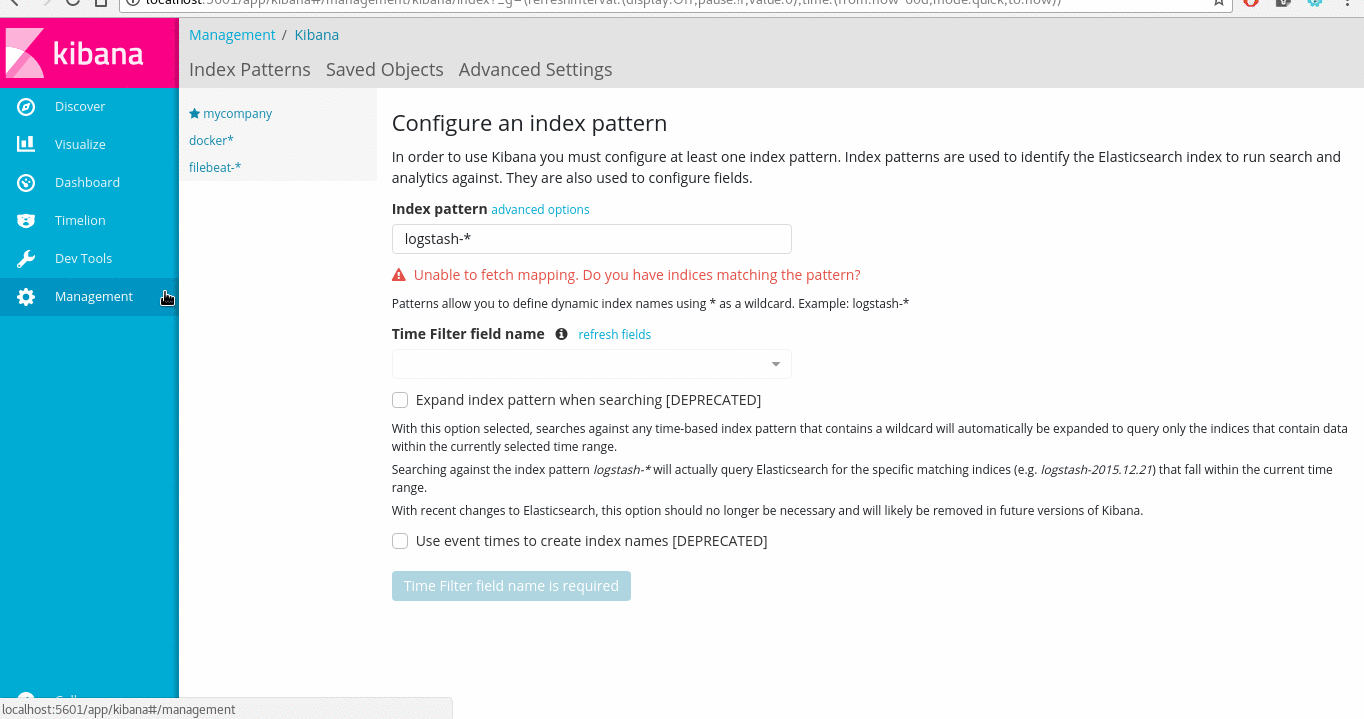 localhost:5601/app/kibana#/management/kibana/index?_g=(refreshInterval:(display:Off,pause:!f,value:0),time:(from:now-60d,mode:quick,to:now))
kibana
Management / Kibana
Index Patterns Saved Objects Advanced Settings
Discover
Visualize
Dashboard
Timelion
Dev Tools
Management
mycompany
docker*
filebeat-*
Configure an index pattern
In order to use Kibana you must configure at least one index pattern. Index patterns are used to identify the Elasticsearch index to run search and
analytics against. They are also used to configure fields.
Index pattern advanced options
logstash-*
Unable to fetch mapping. Do you have indices matching the pattern?
Patterns allow you to define dynamic index names using * as a wildcard. Example: logstash-*
Time Filter field name refresh fields
Expand index pattern when searching [DEPRECATED]
With this option selected, searches against any time-based index pattern that contains a wildcard will automatically be expanded to query only the indices that contain data
within the currently selected time range.
Searching against the index pattern logstash-* will actually query Elasticsearch for the specific matching indices (e.g. logstash-2015.12.21) that fall within the current time
range.
With recent changes to Elasticsearch, this option should no longer be necessary and will likely be removed in future versions of Kibana.
Use event times to create index names [DEPRECATED]
Time Filter field name is required
localhost:5601/app/kibana#/management